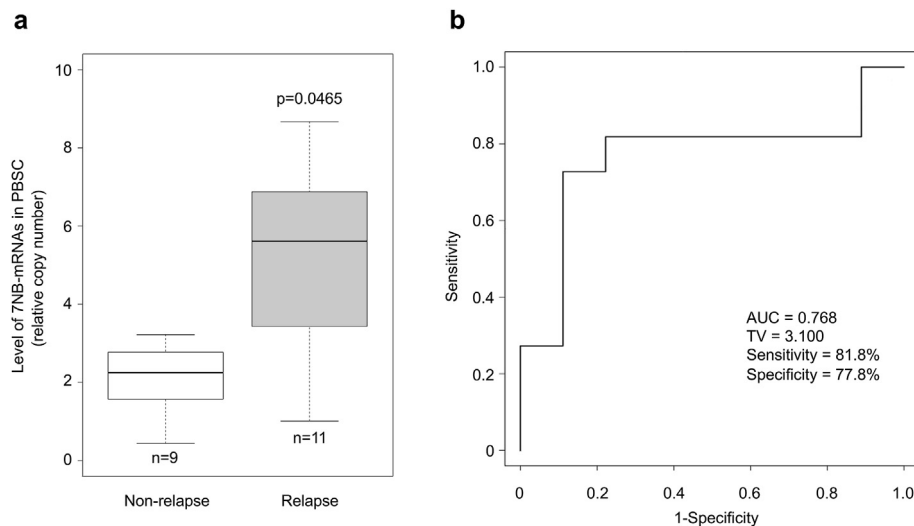 a
Level of 7NB-mRNAs in PBSC
(relative copy number)
10
8
6
4
2
0
p=0.0465
n=9
n=11
Non-relapse
Relapse
b
Sensitivity
1.0
0.8
0.6
0.4
0.2
0
AUC = 0.768
TV = 3.100
Sensitivity = 81.8%
Specificity = 77.8%
0
0.2
0.4
0.6
0.8
1.0
1-Specificity